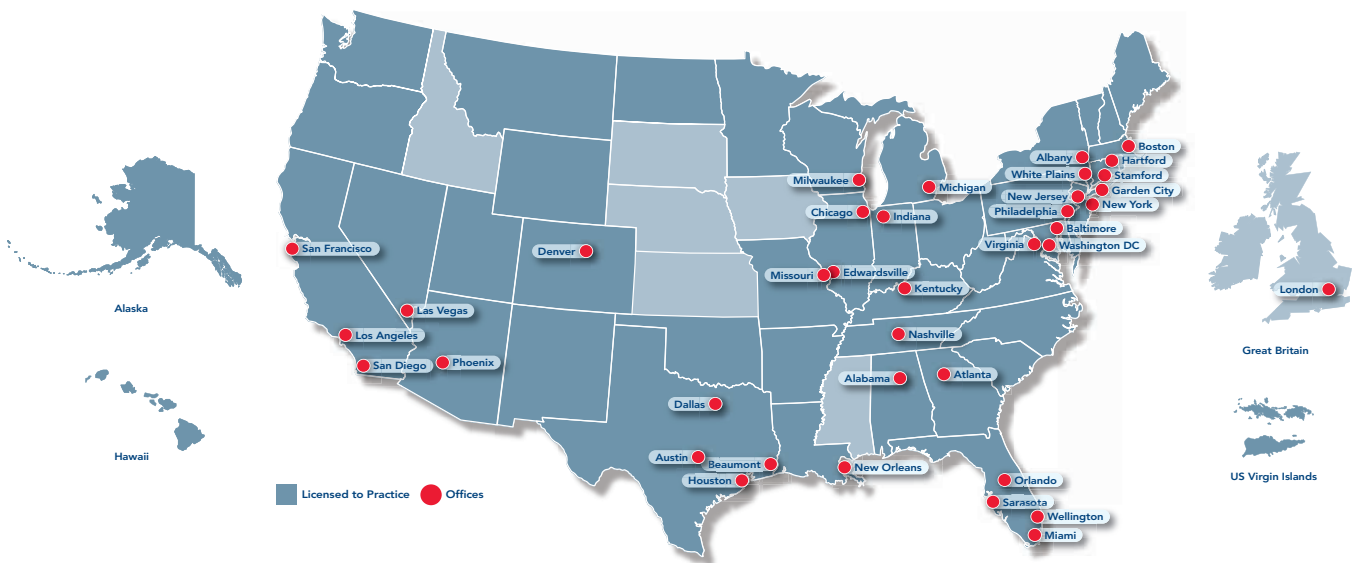 Boston
Albany
Hartford
White Plains
Stamford
Milwaukee
Michigan
Garden City
New Jersey
New York
Chicago
Indiana
Philadelphia
Baltimore
San Francisco
Denver
Virginia
Washington DC
Missouri
Edwardsville
Kentucky
London
Alaska
Las Vegas
Los Angeles
Nashville
Great Britain
San Diego
Phoenix
Alabama
Atlanta
Dallas
Hawaii
Austin
Beaumont
New Orleans
US Virgin Islands
Houston
Orlando
Licensed to Practice
Offices
Sarasota
Wellington
Miami